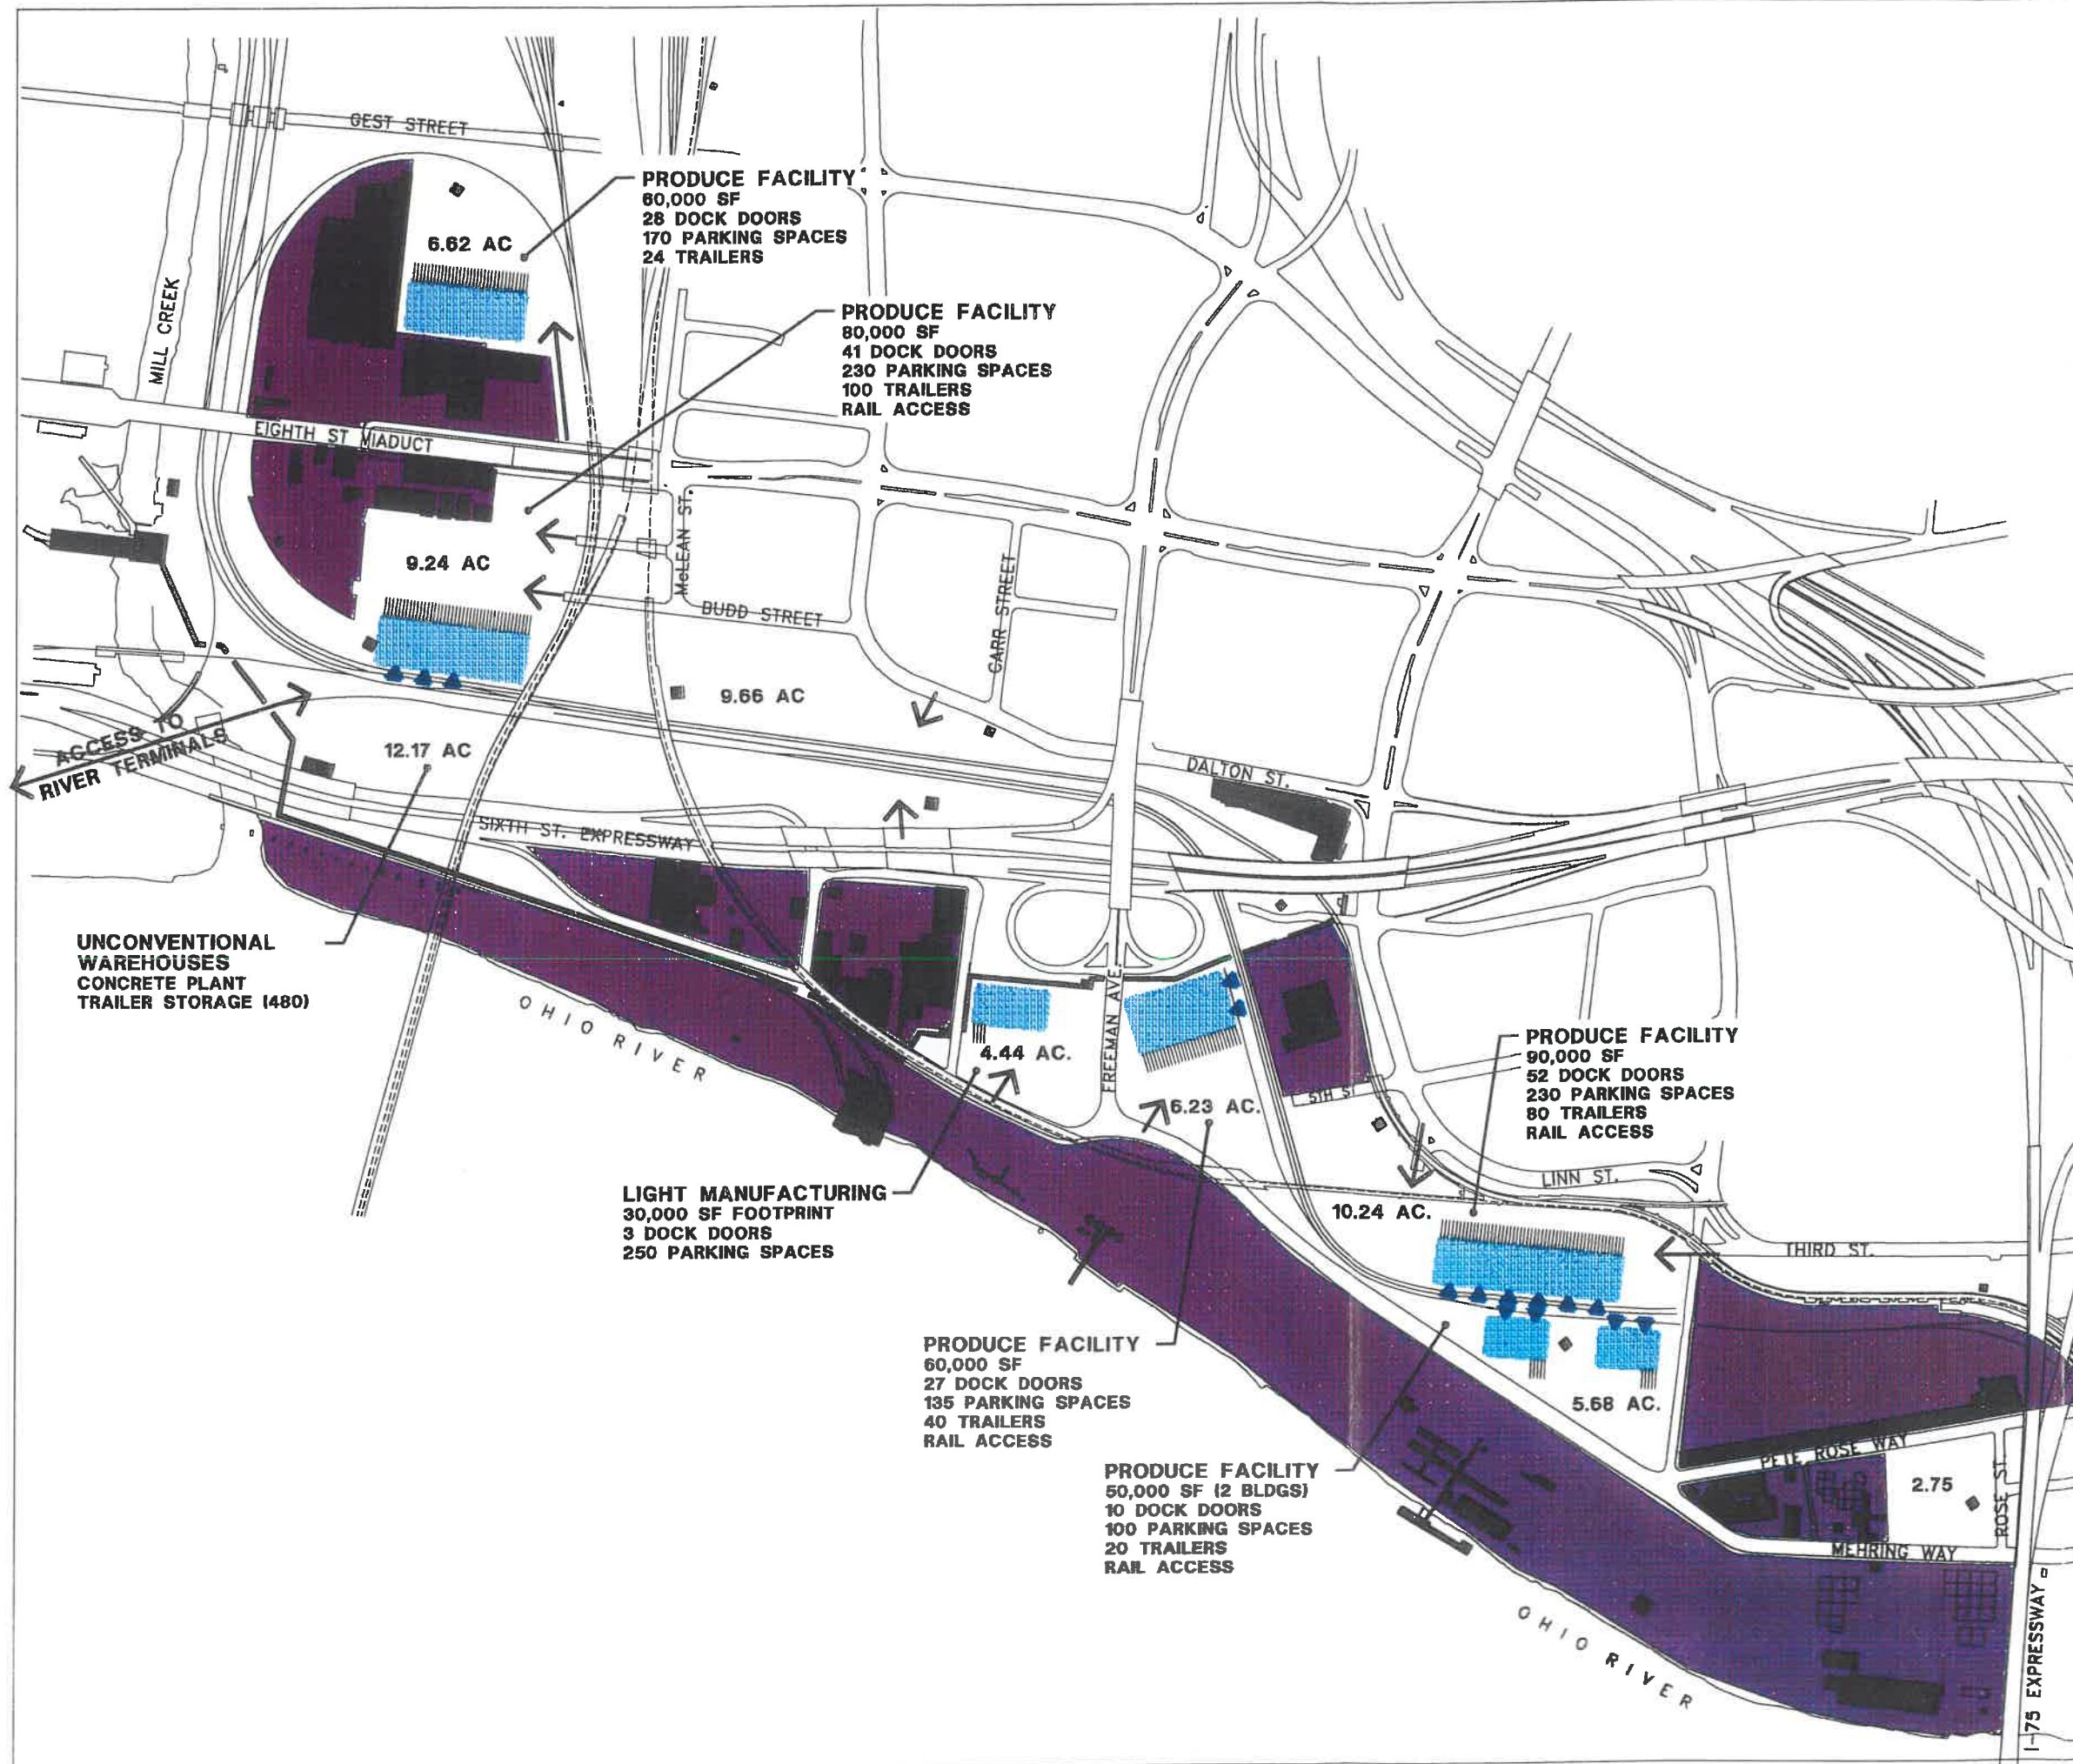 GEST STREET
PRODUCE FACILITY
60,000 SF
28 DOCK DOORS
170 PARKING SPACES
24 TRAILERS
6.62 AC
MILL CREEK
PRODUCE FACILITY
80,000 SF
41 DOCK DOORS
230 PARKING SPACES
100 TRAILERS
RAIL ACCESS
EIGHTH ST VIADUCT
McLEAN ST.
9.24 AC
BUDD STREET
CARR STREET
9.66 AC
ACCESS TO
RIVER TERMINALS
12.17 AC
DALTON ST.
SIXTH ST. EXPRESSWAY
UNCONVENTIONAL
WAREHOUSES
CONCRETE PLANT
TRAILER STORAGE (480)
OHIO RIVER
FREEMAN AVE.
4.44 AC.
6.23 AC.
5TH ST
PRODUCE FACILITY
90,000 SF
52 DOCK DOORS
230 PARKING SPACES
80 TRAILERS
RAIL ACCESS
LINN ST.
LIGHT MANUFACTURING
30,000 SF FOOTPRINT
3 DOCK DOORS
250 PARKING SPACES
10.24 AC.
THIRD ST.
PRODUCE FACILITY
60,000 SF
27 DOCK DOORS
135 PARKING SPACES
40 TRAILERS
RAIL ACCESS
5.68 AC.
PETE ROSE WAY
PRODUCE FACILITY
50,000 SF (2 BLDGS)
10 DOCK DOORS
100 PARKING SPACES
20 TRAILERS
RAIL ACCESS
2.75
ROSE ST.
MEHRING WAY
OHIO RIVER
I-75 EXPRESSWAY